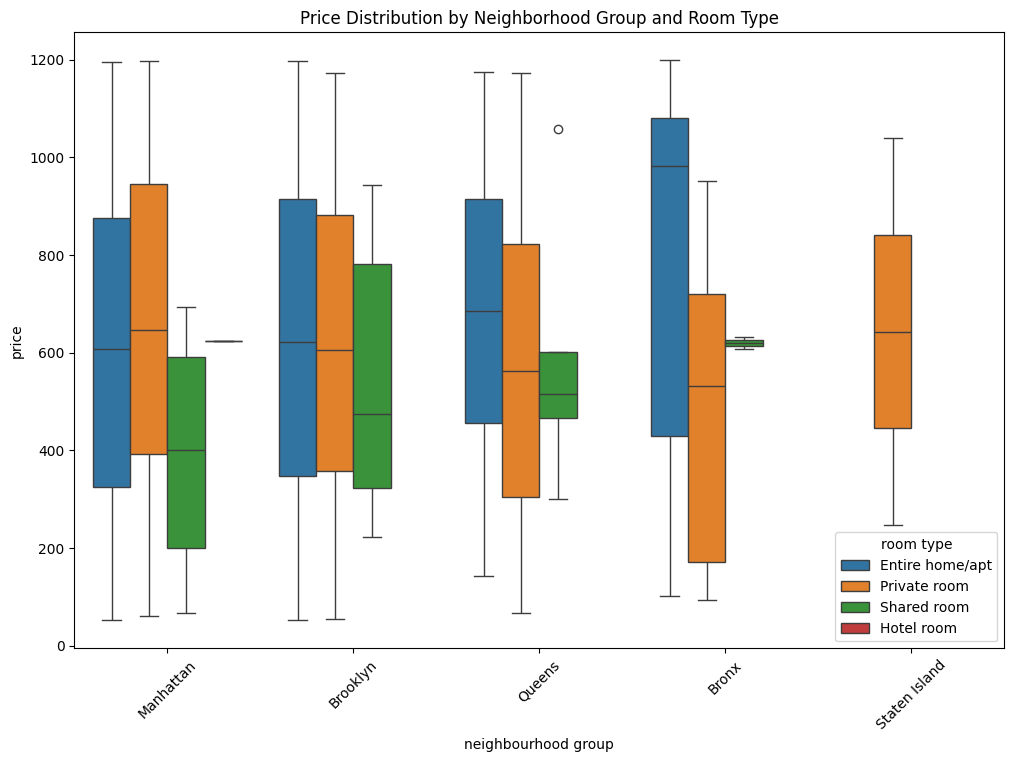 Price Distribution by Neighborhood Group and Room Type
price
1200
1000
800
600
400
200
0
Manhattan
Brooklyn
Queens
Bronx
Staten Island
neighbourhood group
room type
Entire home/apt
Private room
Shared room
Hotel room